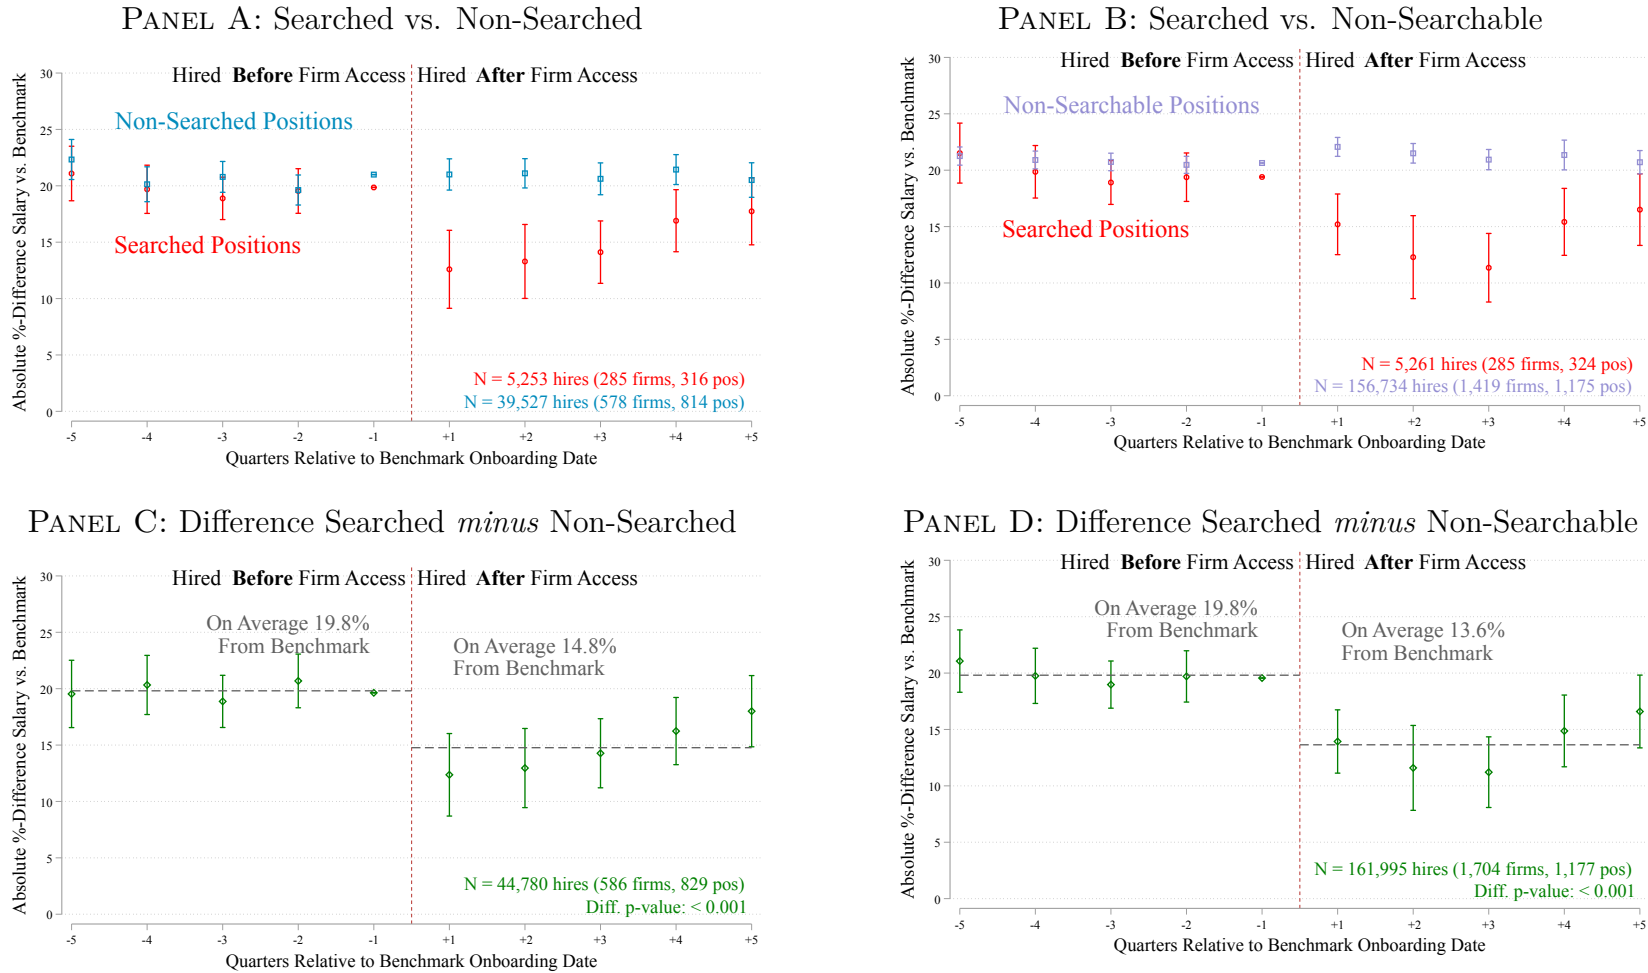 PANEL A: Searched vs. Non-Searched
Absolute %-Difference Salary vs. Benchmark
30
25
20
15
10
5
0
Hired Before Firm Access
Hired After Firm Access
Non-Searched Positions
Searched Positions
N = 5,253 hires (285 firms, 316 pos)
N = 39,527 hires (578 firms, 814 pos)
-5 -4 -3 -2 -1 +1 +2 +3 +4 +5
Quarters Relative to Benchmark Onboarding Date
PANEL B: Searched vs. Non-Searchable
Absolute %-Difference Salary vs. Benchmark
30
25
20
15
10
5
0
Hired Before Firm Access
Hired After Firm Access
Non-Searchable Positions
Searched Positions
N = 5,261 hires (285 firms, 324 pos)
N = 156,734 hires (1,419 firms, 1,175 pos)
-5 -4 -3 -2 -1 +1 +2 +3 +4 +5
Quarters Relative to Benchmark Onboarding Date
PANEL C: Difference Searched minus Non-Searched
Absolute %-Difference Salary vs. Benchmark
30
25
20
15
10
5
0
Hired Before Firm Access
Hired After Firm Access
On Average 19.8%
From Benchmark
On Average 14.8%
From Benchmark
N = 44,780 hires (586 firms, 829 pos)
Diff. p-value: < 0.001
-5 -4 -3 -2 -1 +1 +2 +3 +4 +5
Quarters Relative to Benchmark Onboarding Date
PANEL D: Difference Searched minus Non-Searchable
Absolute %-Difference Salary vs. Benchmark
30
25
20
15
10
5
0
Hired Before Firm Access
Hired After Firm Access
On Average 19.8%
From Benchmark
On Average 13.6%
From Benchmark
N = 161,995 hires (1,704 firms, 1,177 pos)
Diff. p-value: < 0.001
-5 -4 -3 -2 -1 +1 +2 +3 +4 +5
Quarters Relative to Benchmark Onboarding Date